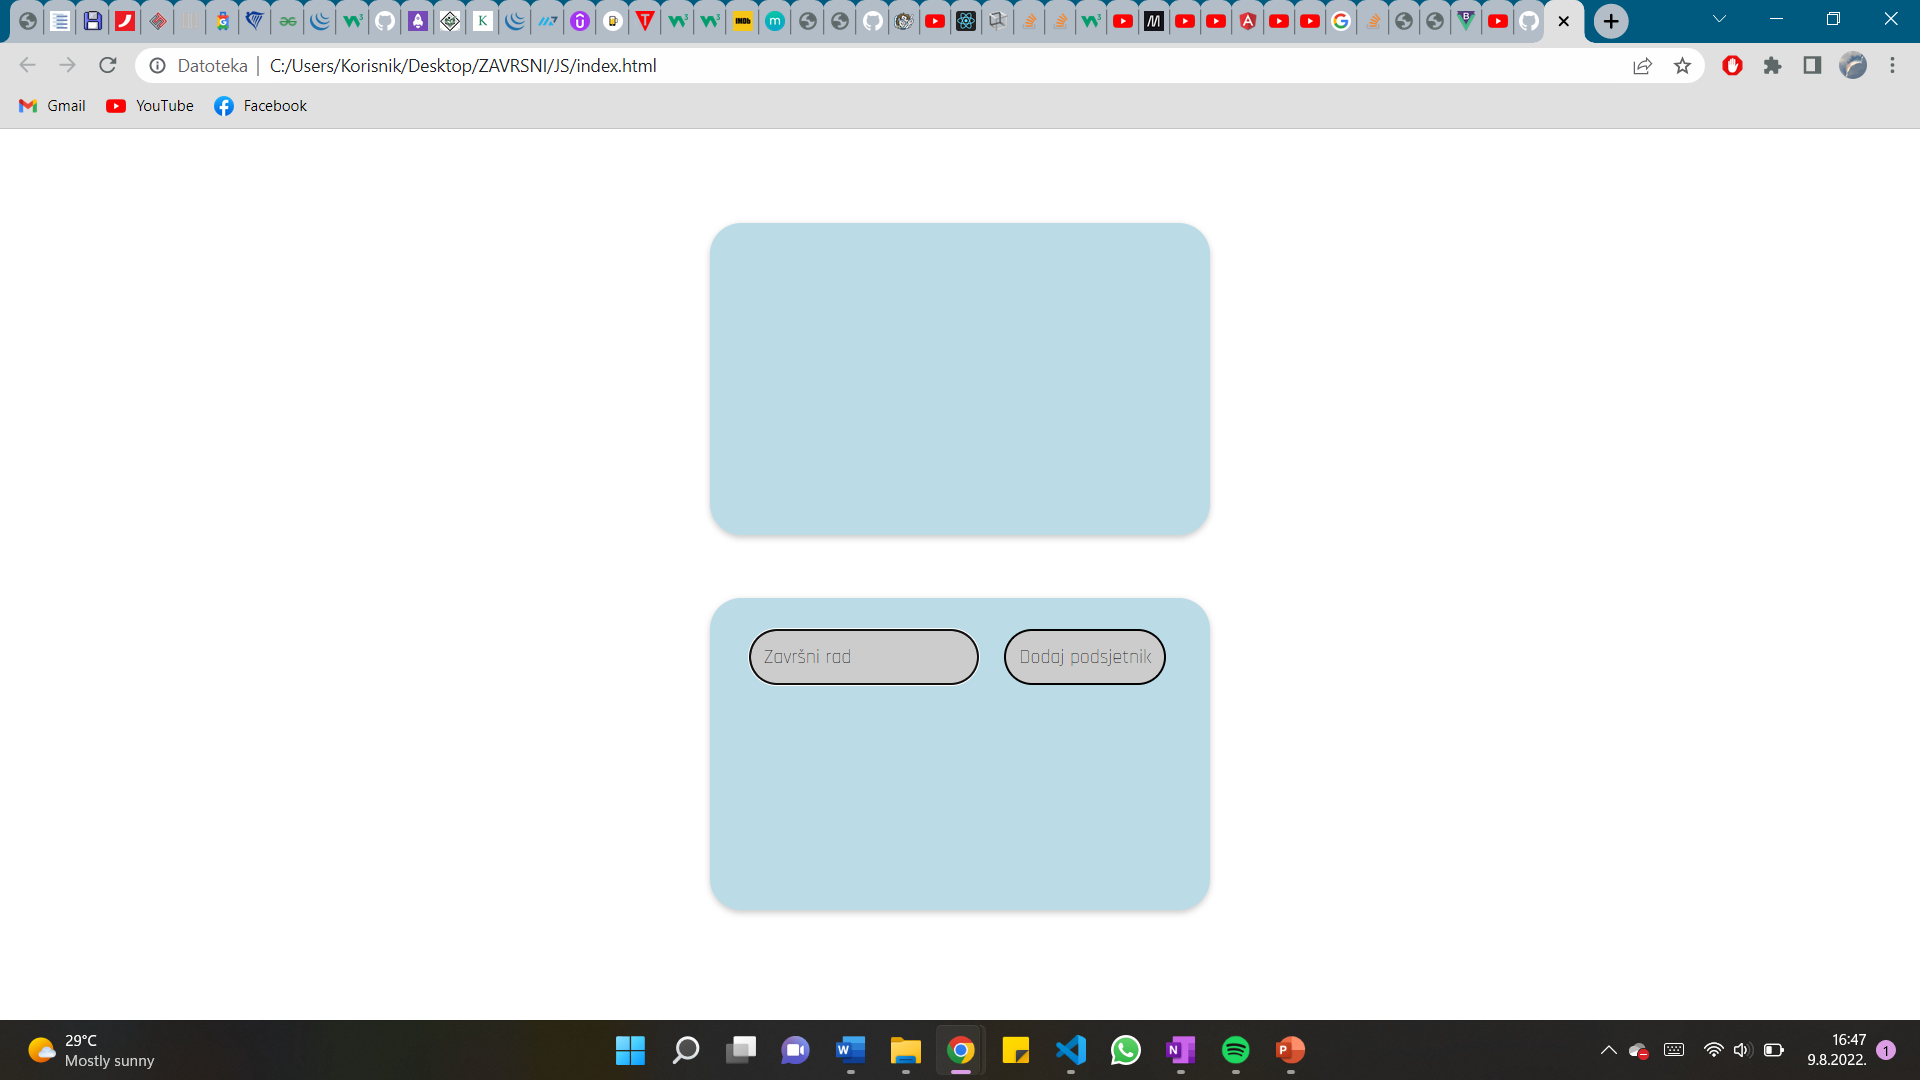 Datoteka | C:/Users/Korisnik/Desktop/ZAVRSNI/JS/index.html
Gmail YouTube Facebook
Završni rad Dodaj podsjetnik
29°C
Mostly sunny
16:47
9.8.2022.
1